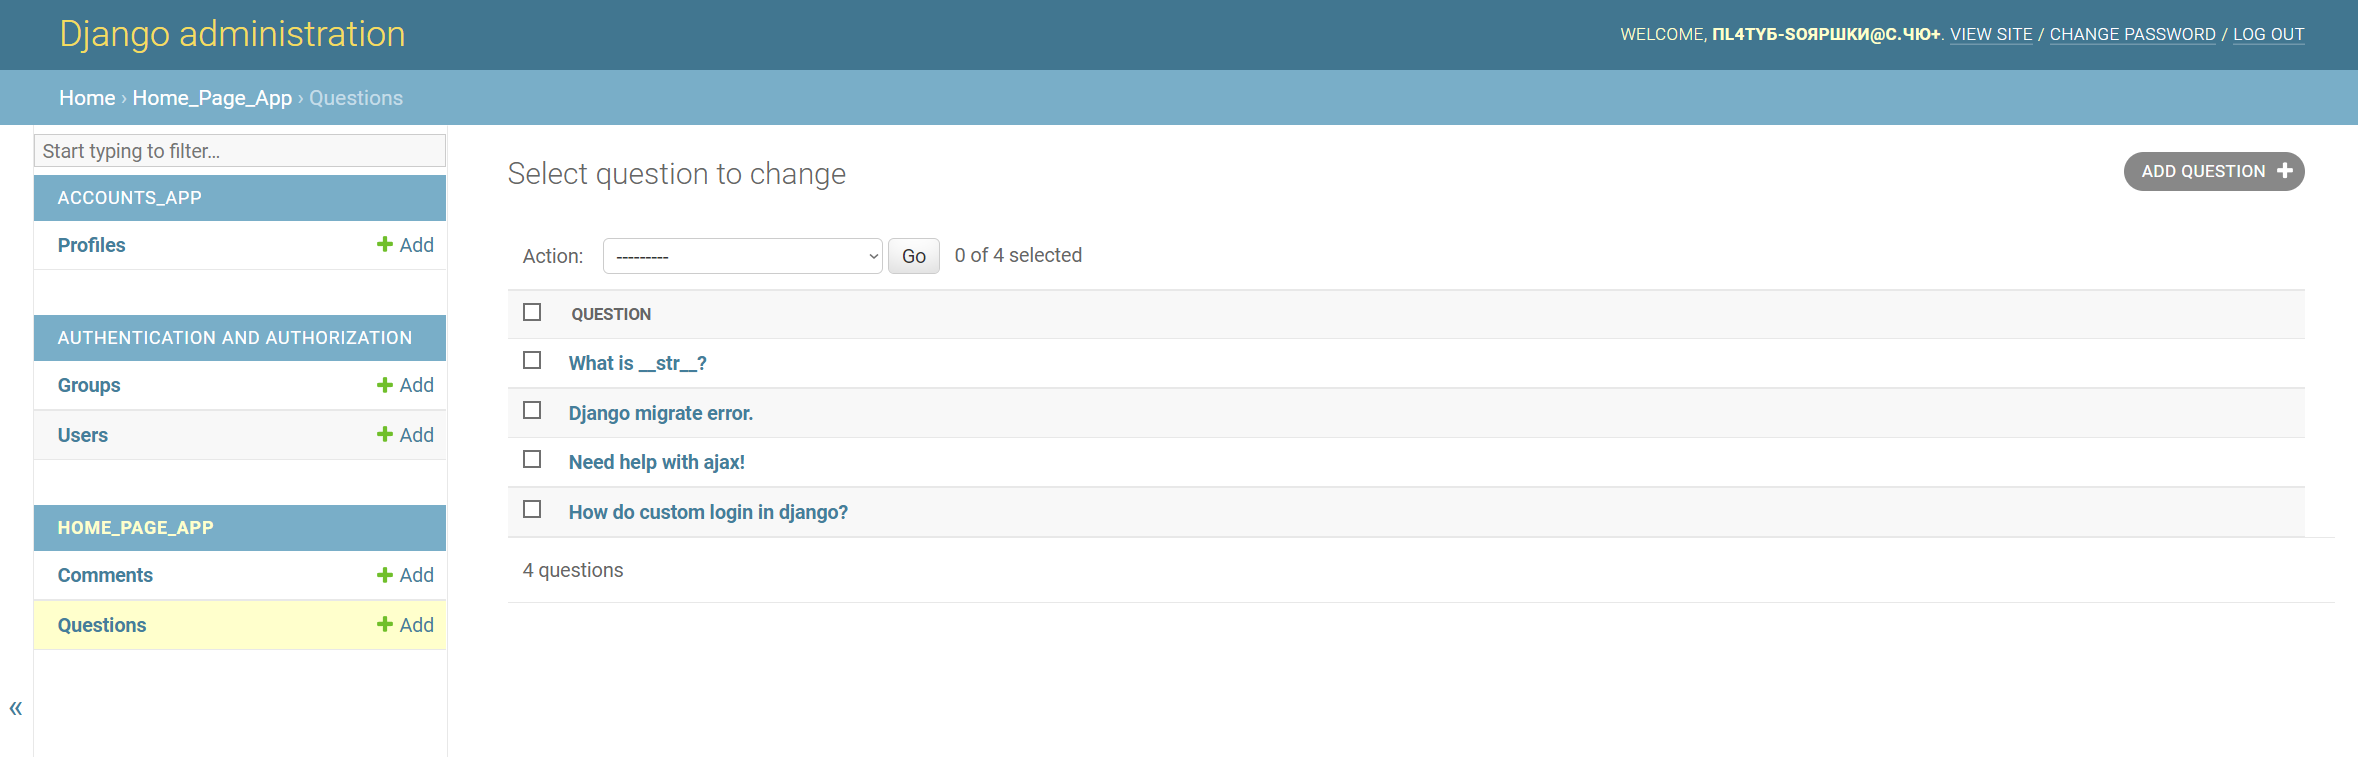 Django administration
WELCOME, ПL4ТYБ-SОЯРШКИ@С.ЧЮ+. VIEW SITE / CHANGE PASSWORD / LOG OUT
Home › Home_Page_App › Questions
Start typing to filter...
ACCOUNTS_APP
Profiles + Add
AUTHENTICATION AND AUTHORIZATION
Groups + Add
Users + Add
HOME_PAGE_APP
Comments + Add
Questions + Add
«
Select question to change
ADD QUESTION +
Action: --------- Go 0 of 4 selected
QUESTION
What is __str__?
Django migrate error.
Need help with ajax!
How do custom login in django?
4 questions